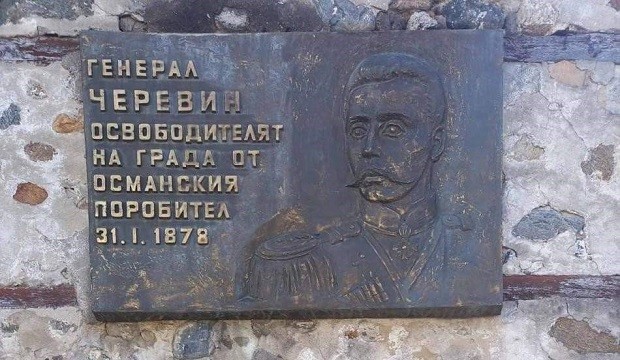 ГЕНЕРАЛ
ЧЕРЕВИН
ОСВОБОДИТЕЛЯТ
НА ГРАДА ОТ
ОСМАНСКИЯ
ПОРОБИТЕЛ
31. I. 1878